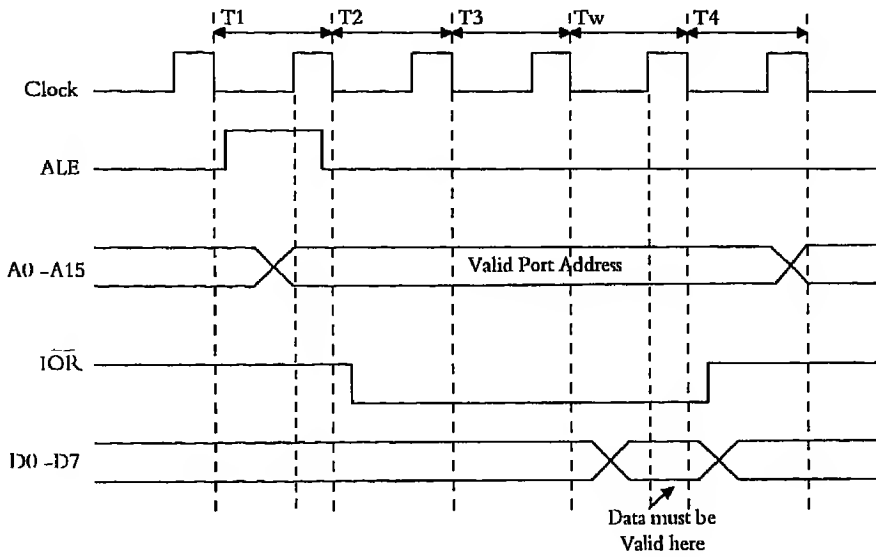 T1 T2 T3 Tw T4
Clock
ALE
A0 -A15
Valid Port Address
IOR
D0 -D7
Data must be
Valid here